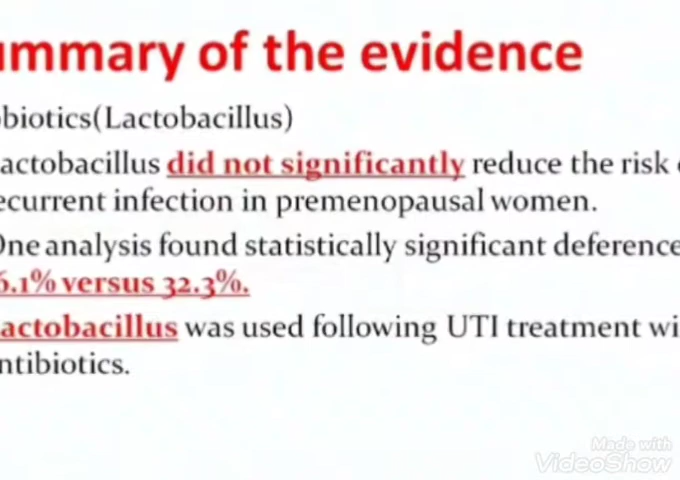 ummary of the evidence
biotics(Lactobacillus)
actobacillus did not significantly reduce the risk
ecurrent infection in premenopausal women.
One analysis found statistically significant deference
6.1% versus 32.3%.
actobacillus was used following UTI treatment wi
ntibiotics.
Made with
VideoShow